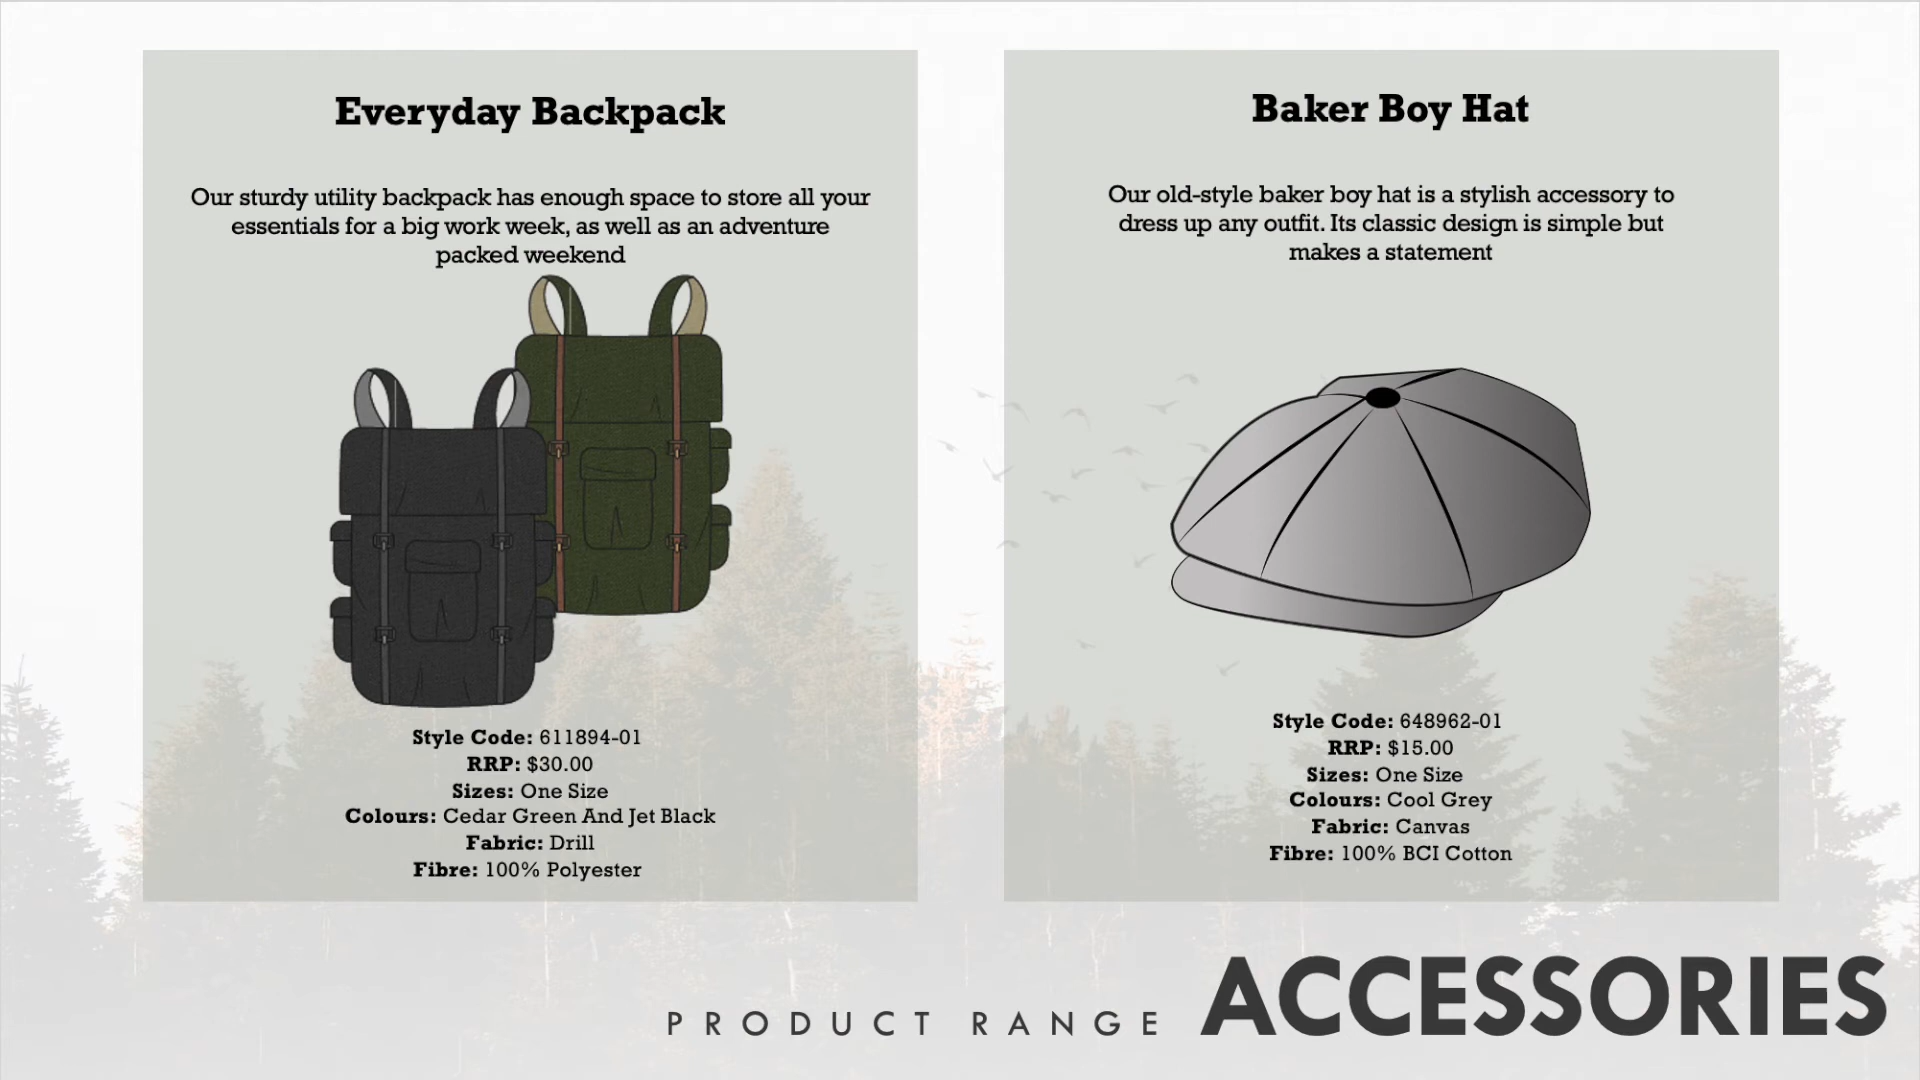 Everyday Backpack
Our sturdy utility backpack has enough space to store all your
essentials for a big work week, as well as an adventure
packed weekend
Style Code: 611894-01
RRP: $30.00
Sizes: One Size
Colours: Cedar Green And Jet Black
Fabric: Drill
Fibre: 100% Polyester
Baker Boy Hat
Our old-style baker boy hat is a stylish accessory to
dress up any outfit. Its classic design is simple but
makes a statement
Style Code: 648962-01
RRP: $15.00
Sizes: One Size
Colours: Cool Grey
Fabric: Canvas
Fibre: 100% BCI Cotton
PRODUCT RANGE ACCESSORIES